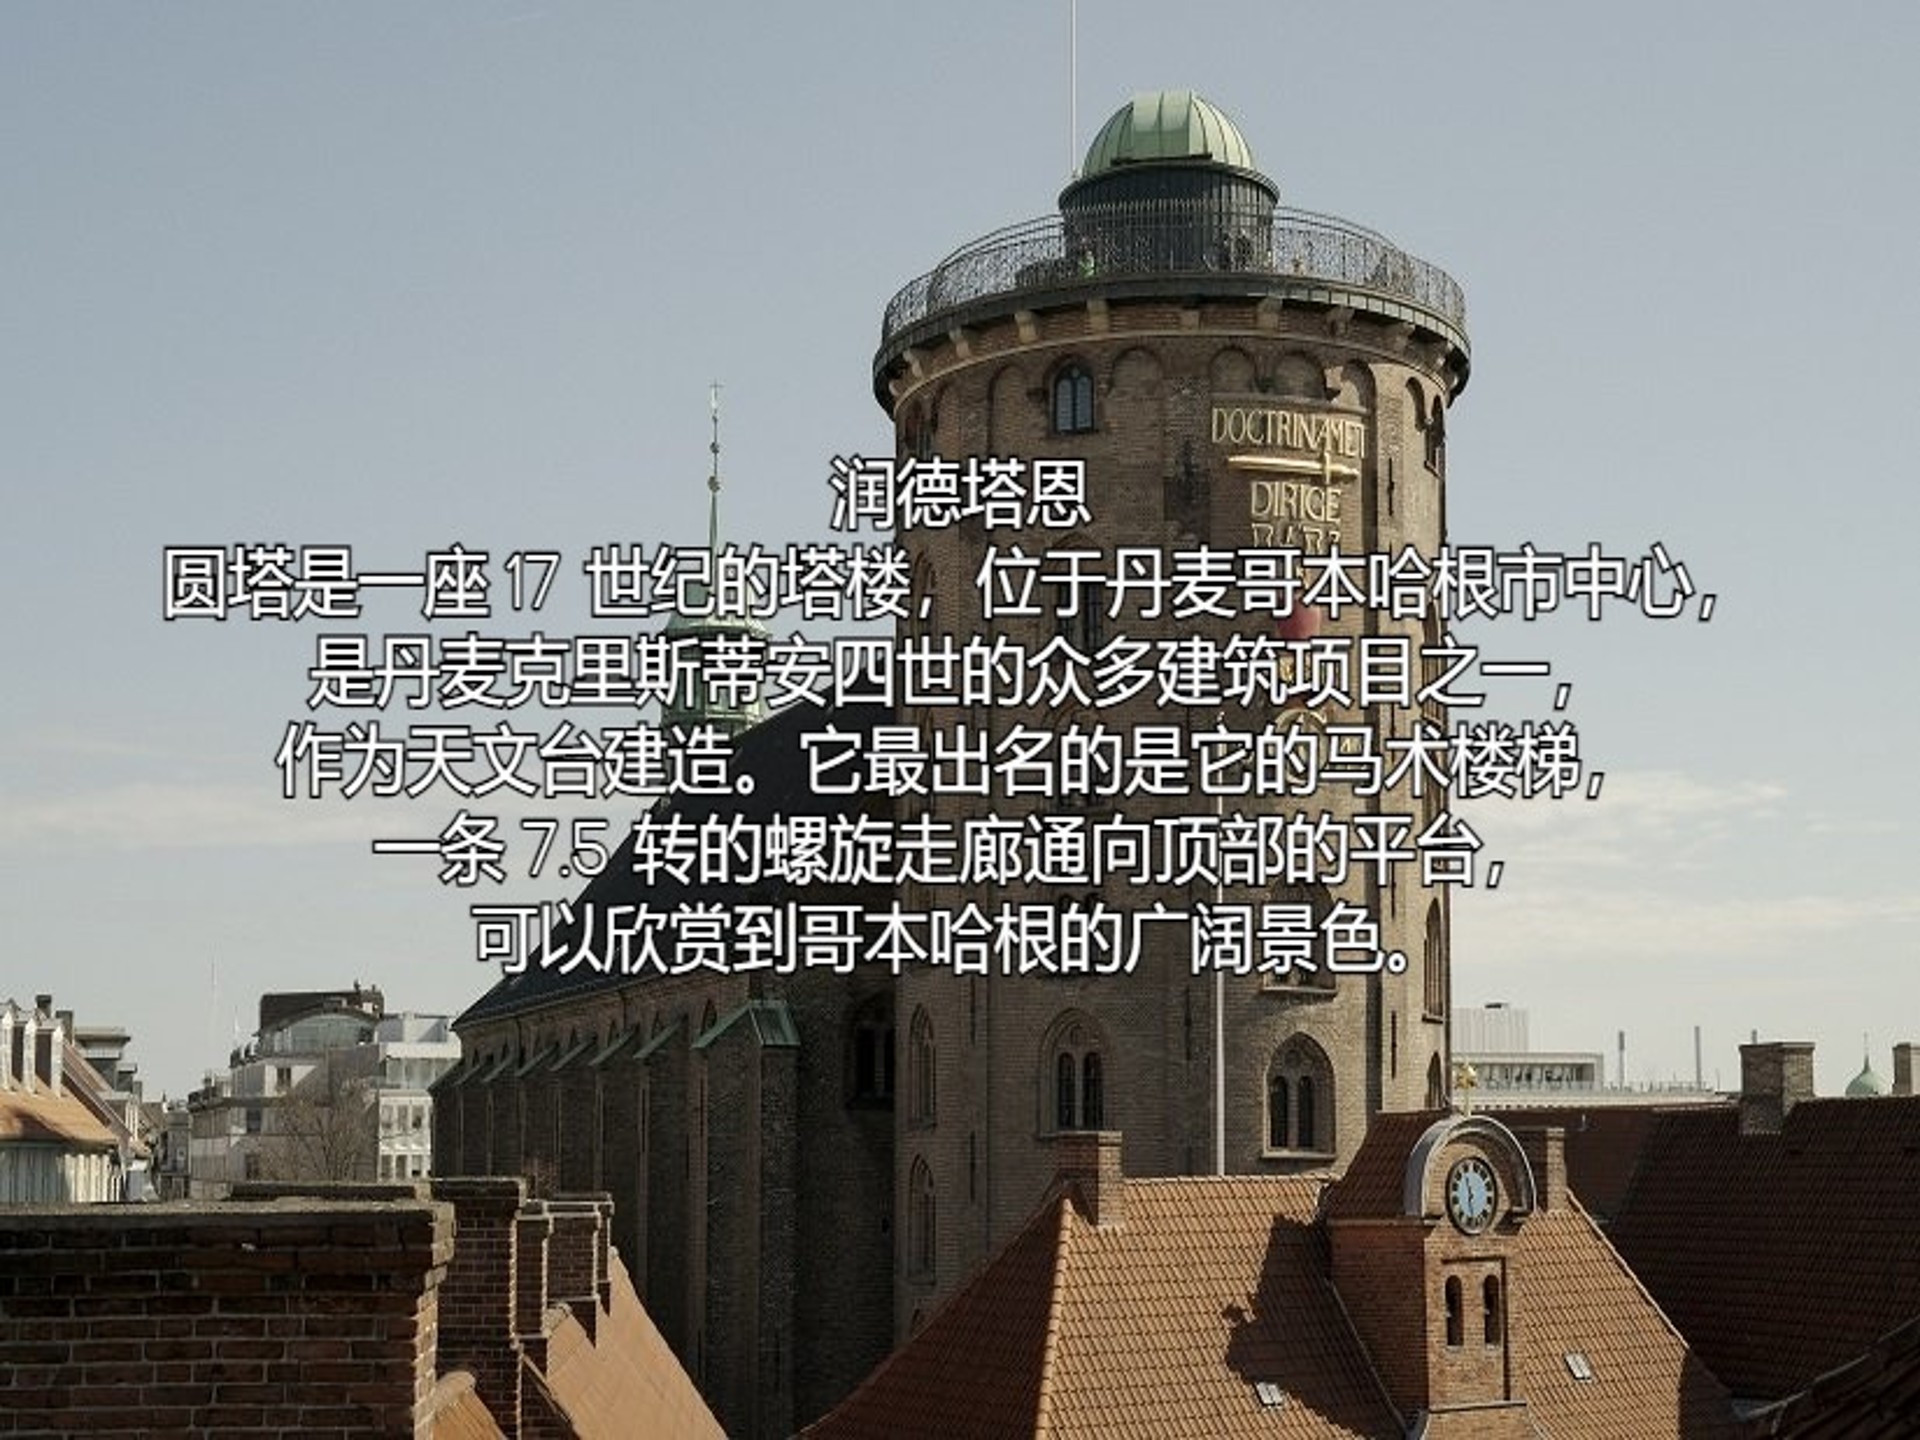 DOCTRINAM ET
DIRIGE
润德塔恩
圆塔是一座 17 世纪的塔楼，位于丹麦哥本哈根市中心，
是丹麦克里斯蒂安四世的众多建筑项目之一，
作为天文台建造。它最出名的是它的马术楼梯，
一条 7.5 转的螺旋走廊通向顶部的平台，
可以欣赏到哥本哈根的广阔景色。